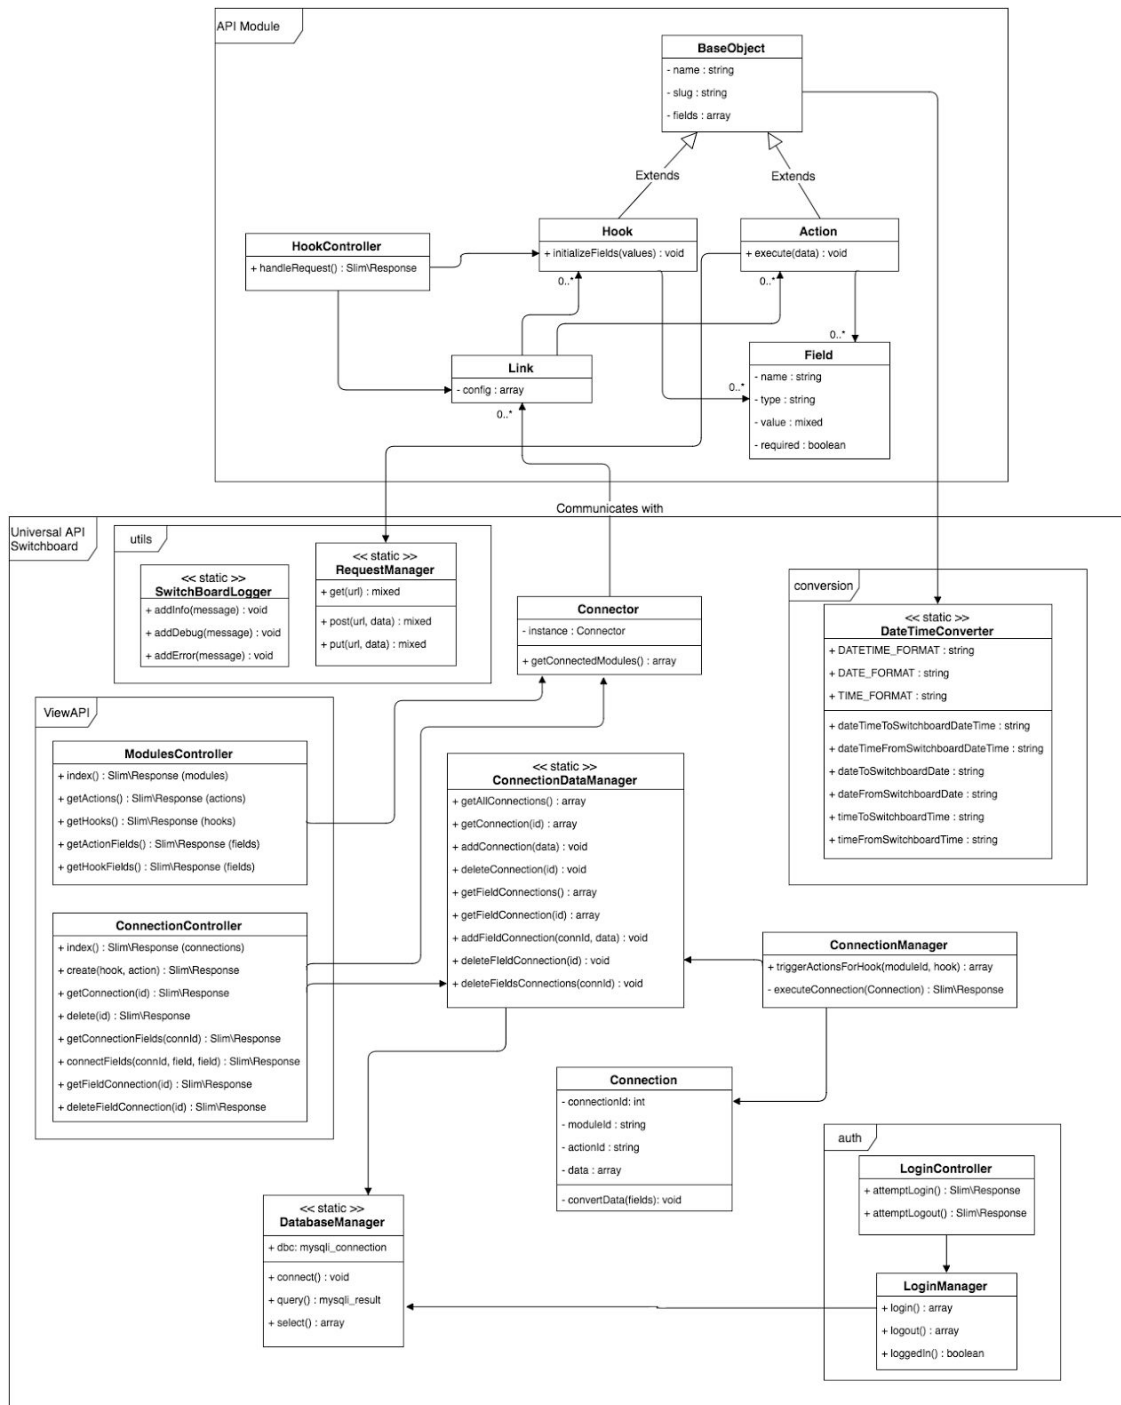 API Module
BaseObject
- name : string
- slug : string
- fields : array
Extends
Extends
HookController
+ handleRequest() : Slim\Response
Hook
+ initializeFields(values) : void
0..*
Action
+ execute(data) : void
0..*
0..*
Link
- config : array
0..*
Field
0..*
- name : string
- type : string
- value : mixed
- required : boolean
Communicates with
Universal API
Switchboard
utils
<< static >>
SwitchBoardLogger
+ addInfo(message) : void
+ addDebug(message) : void
+ addError(message) : void
<< static >>
RequestManager
+ get(url) : mixed
+ post(url, data) : mixed
+ put(url, data) : mixed
Connector
- instance : Connector
+ getConnectedModules() : array
conversion
<< static >>
DateTimeConverter
+ DATETIME_FORMAT : string
+ DATE_FORMAT : string
+ TIME_FORMAT : string
+ dateTimeToSwitchboardDateTime : string
+ dateTimeFromSwitchboardDateTime : string
+ dateToSwitchboardDate : string
+ dateFromSwitchboardDate : string
+ timeToSwitchboardTime : string
+ timeFromSwitchboardTime : string
ViewAPI
ModulesController
+ index() : Slim\Response (modules)
+ getActions() : Slim\Response (actions)
+ getHooks() : Slim\Response (hooks)
+ getActionFields() : Slim\Response (fields)
+ getHookFields() : Slim\Response (fields)
ConnectionController
+ index() : Slim\Response (connections)
+ create(hook, action) : Slim\Response
+ getConnection(id) : Slim\Response
+ delete(id) : Slim\Response
+ getConnectionFields(connId) : Slim\Response
+ connectFields(connId, field, field) : Slim\Response
+ getFieldConnection(id) : Slim\Response
+ deleteFieldConnection(id) : Slim\Response
<< static >>
ConnectionDataManager
+ getAllConnections() : array
+ getConnection(id) : array
+ addConnection(data) : void
+ deleteConnection(id) : void
+ getFieldConnections() : array
+ getFieldConnection(id) : array
+ addFieldConnection(connId, data) : void
+ deleteFIeldConnection(id) : void
+ deleteFieldsConnections(connId) : void
ConnectionManager
+ triggerActionsForHook(moduleId, hook) : array
- executeConnection(Connection) : Slim\Response
Connection
- connectionId: int
- moduleId : string
- actionId : string
- data : array
- convertData(fields): void
auth
LoginController
+ attemptLogin() : Slim\Response
+ attemptLogout() : Slim\Response
LoginManager
+ login() : array
+ logout() : array
+ loggedIn() : boolean
<< static >>
DatabaseManager
+ dbc: mysqli_connection
+ connect() : void
+ query() : mysqli_result
+ select() : array